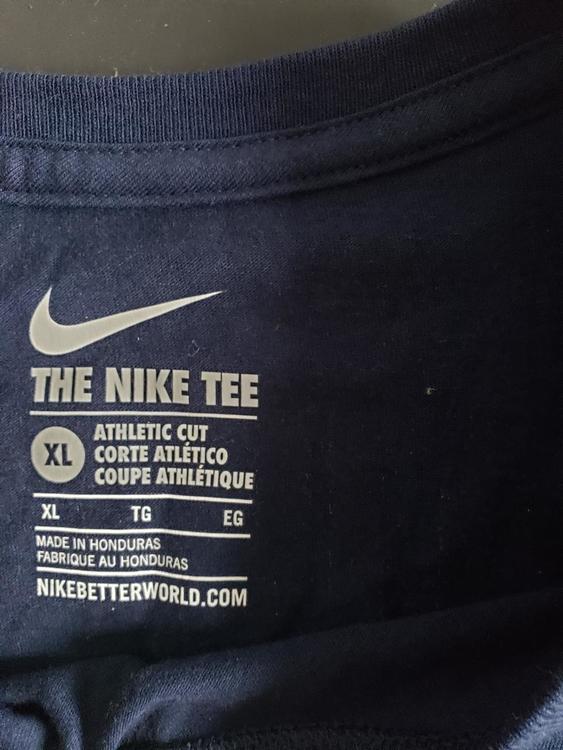 THE NIKE TEE
XL
ATHLETIC CUT
CORTE ATLÉTICO
COUPE ATHLÉTIQUE
XL TG EG
MADE IN HONDURAS
FABRIQUE AU HONDURAS
NIKEBETTERWORLD.COM